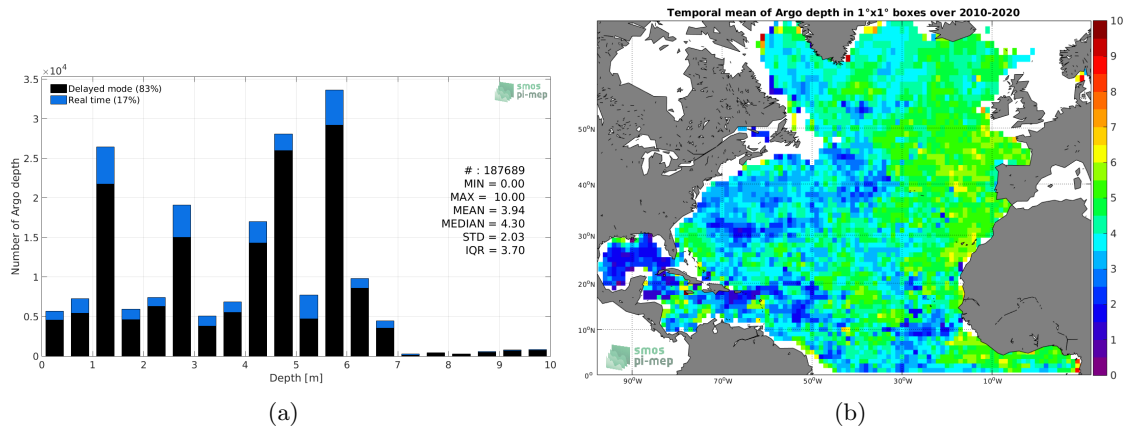 ×10⁴
3.5
3
2.5
2
1.5
1
0.5
0
Number of Argo depth
Delayed mode (83%)
Real time (17%)
smos
pi-mep
# : 187689
MIN = 0.00
MAX = 10.00
MEAN = 3.94
MEDIAN = 4.30
STD = 2.03
IQR = 3.70
0 1 2 3 4 5 6 7 8 9 10
Depth [m]
(a)
Temporal mean of Argo depth in 1°x1° boxes over 2010-2020
50°N
40°N
30°N
20°N
10°N
0°
90°W 70°W 50°W 30°W 10°W
smos
pi-mep
10
9
8
7
6
5
4
3
2
1
0
(b)